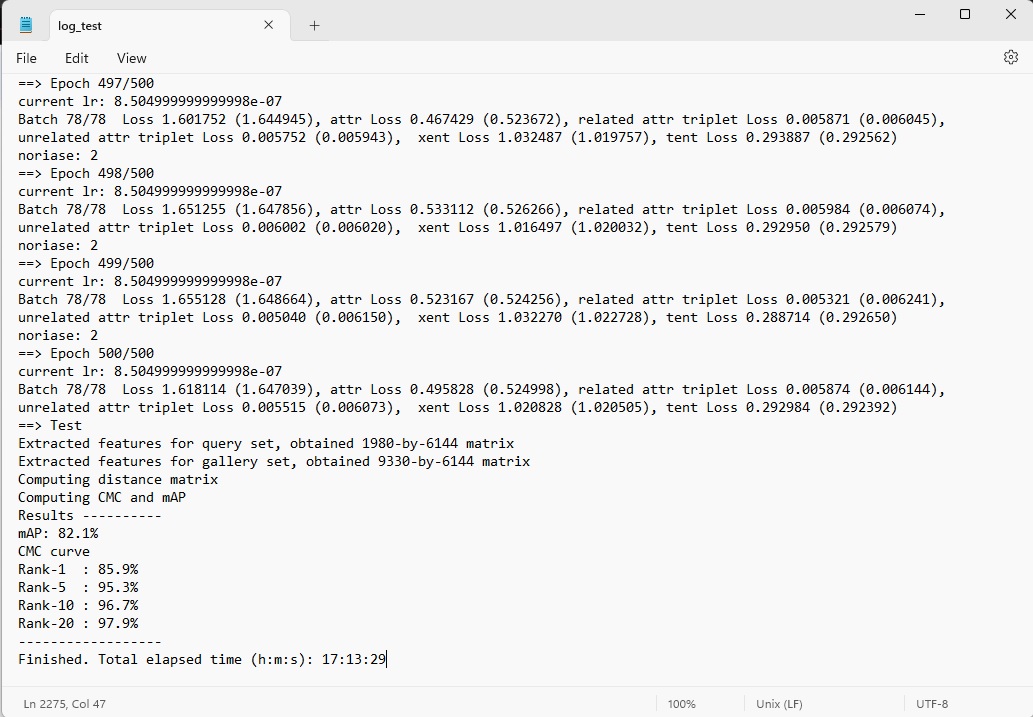 log_test
File Edit View
==> Epoch 497/500
current lr: 8.504999999999998e-07
Batch 78/78  Loss 1.601752 (1.644945), attr Loss 0.467429 (0.523672), related attr triplet Loss 0.005871 (0.006045),
unrelated attr triplet Loss 0.005752 (0.005943),  xent Loss 1.032487 (1.019757), tent Loss 0.293887 (0.292562)
noriase: 2
==> Epoch 498/500
current lr: 8.504999999999998e-07
Batch 78/78  Loss 1.651255 (1.647856), attr Loss 0.533112 (0.526266), related attr triplet Loss 0.005984 (0.006074),
unrelated attr triplet Loss 0.006002 (0.006020),  xent Loss 1.016497 (1.020032), tent Loss 0.292950 (0.292579)
noriase: 2
==> Epoch 499/500
current lr: 8.504999999999998e-07
Batch 78/78  Loss 1.655128 (1.648664), attr Loss 0.523167 (0.524256), related attr triplet Loss 0.005321 (0.006241),
unrelated attr triplet Loss 0.005040 (0.006150),  xent Loss 1.032270 (1.022728), tent Loss 0.288714 (0.292650)
noriase: 2
==> Epoch 500/500
current lr: 8.504999999999998e-07
Batch 78/78  Loss 1.618114 (1.647039), attr Loss 0.495828 (0.524998), related attr triplet Loss 0.005874 (0.006144),
unrelated attr triplet Loss 0.005515 (0.006073),  xent Loss 1.020828 (1.020505), tent Loss 0.292984 (0.292392)
==> Test
Extracted features for query set, obtained 1980-by-6144 matrix
Extracted features for gallery set, obtained 9330-by-6144 matrix
Computing distance matrix
Computing CMC and mAP
Results ----------
mAP: 82.1%
CMC curve
Rank-1  : 85.9%
Rank-5  : 95.3%
Rank-10 : 96.7%
Rank-20 : 97.9%
------------------
Finished. Total elapsed time (h:m:s): 17:13:29
Ln 2275, Col 47 100% Unix (LF) UTF-8